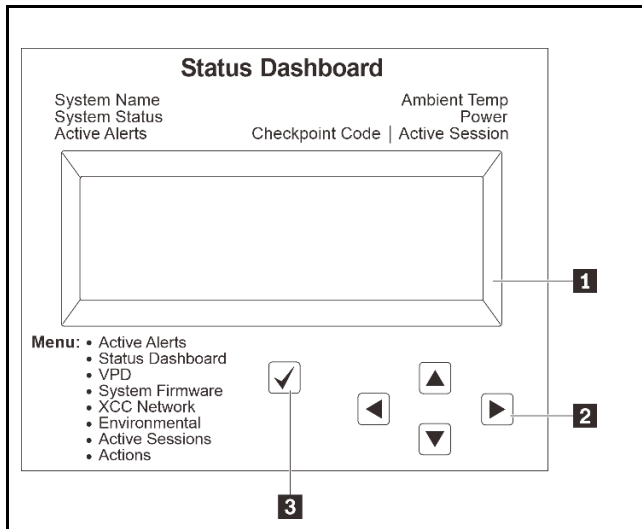 Status Dashboard
System Name
System Status
Active Alerts
Ambient Temp
Power
Checkpoint Code | Active Session
1
Menu: • Active Alerts
• Status Dashboard
• VPD
• System Firmware
• XCC Network
• Environmental
• Active Sessions
• Actions
2
3